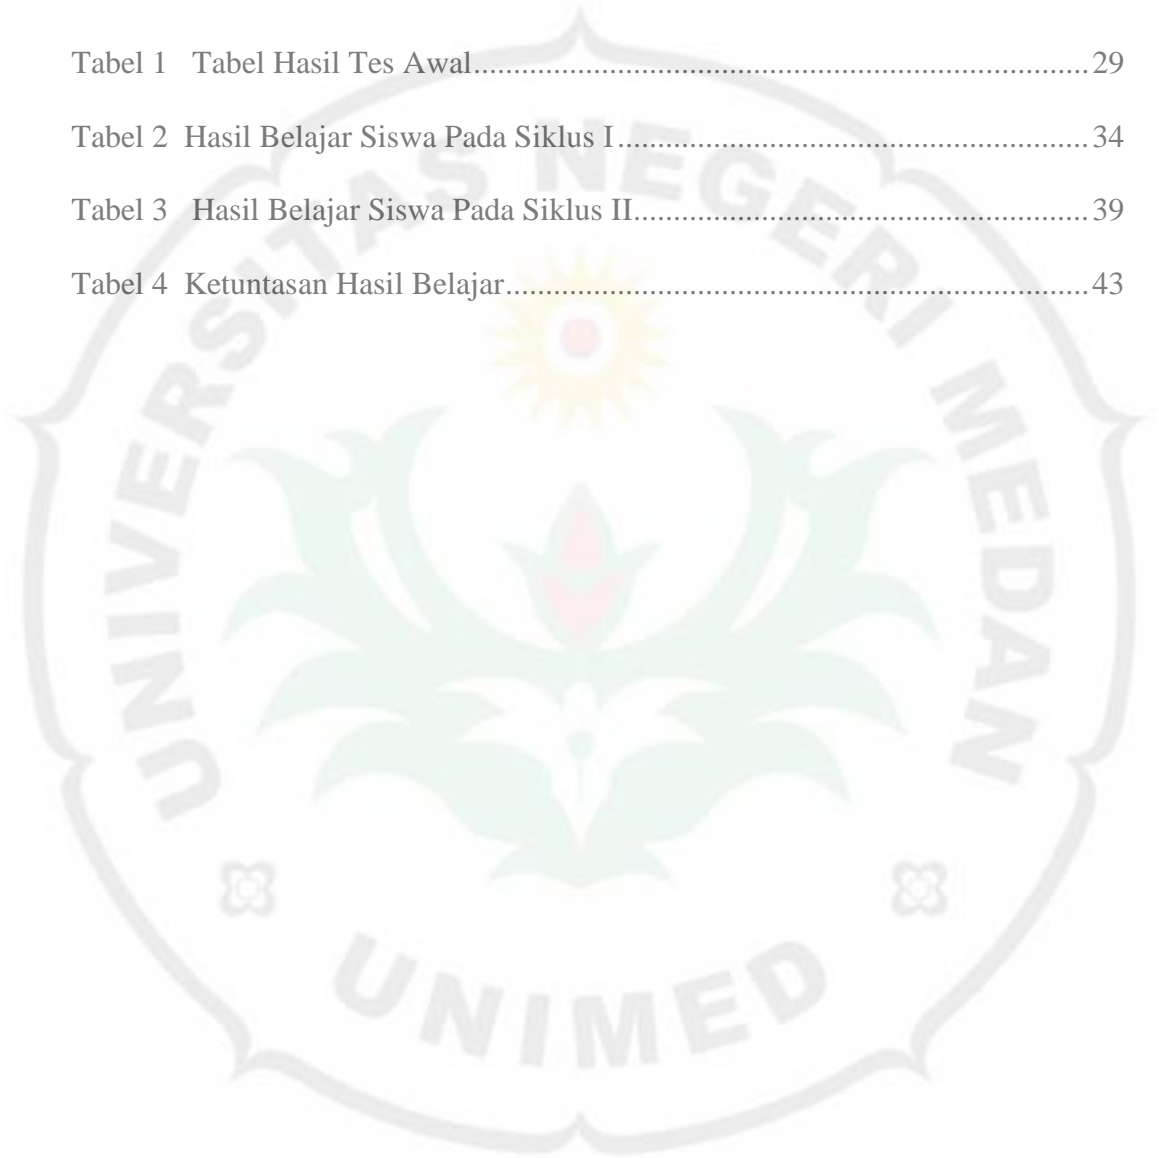 Tabel 1   Tabel Hasil Tes Awal............................................................................. 29
Tabel 2  Hasil Belajar Siswa Pada Siklus I........................................................... 34
Tabel 3   Hasil Belajar Siswa Pada Siklus II......................................................... 39
Tabel 4  Ketuntasan Hasil Belajar......................................................................... 43
UNIVERSITAS NEGERI MEDAN
UNIMED